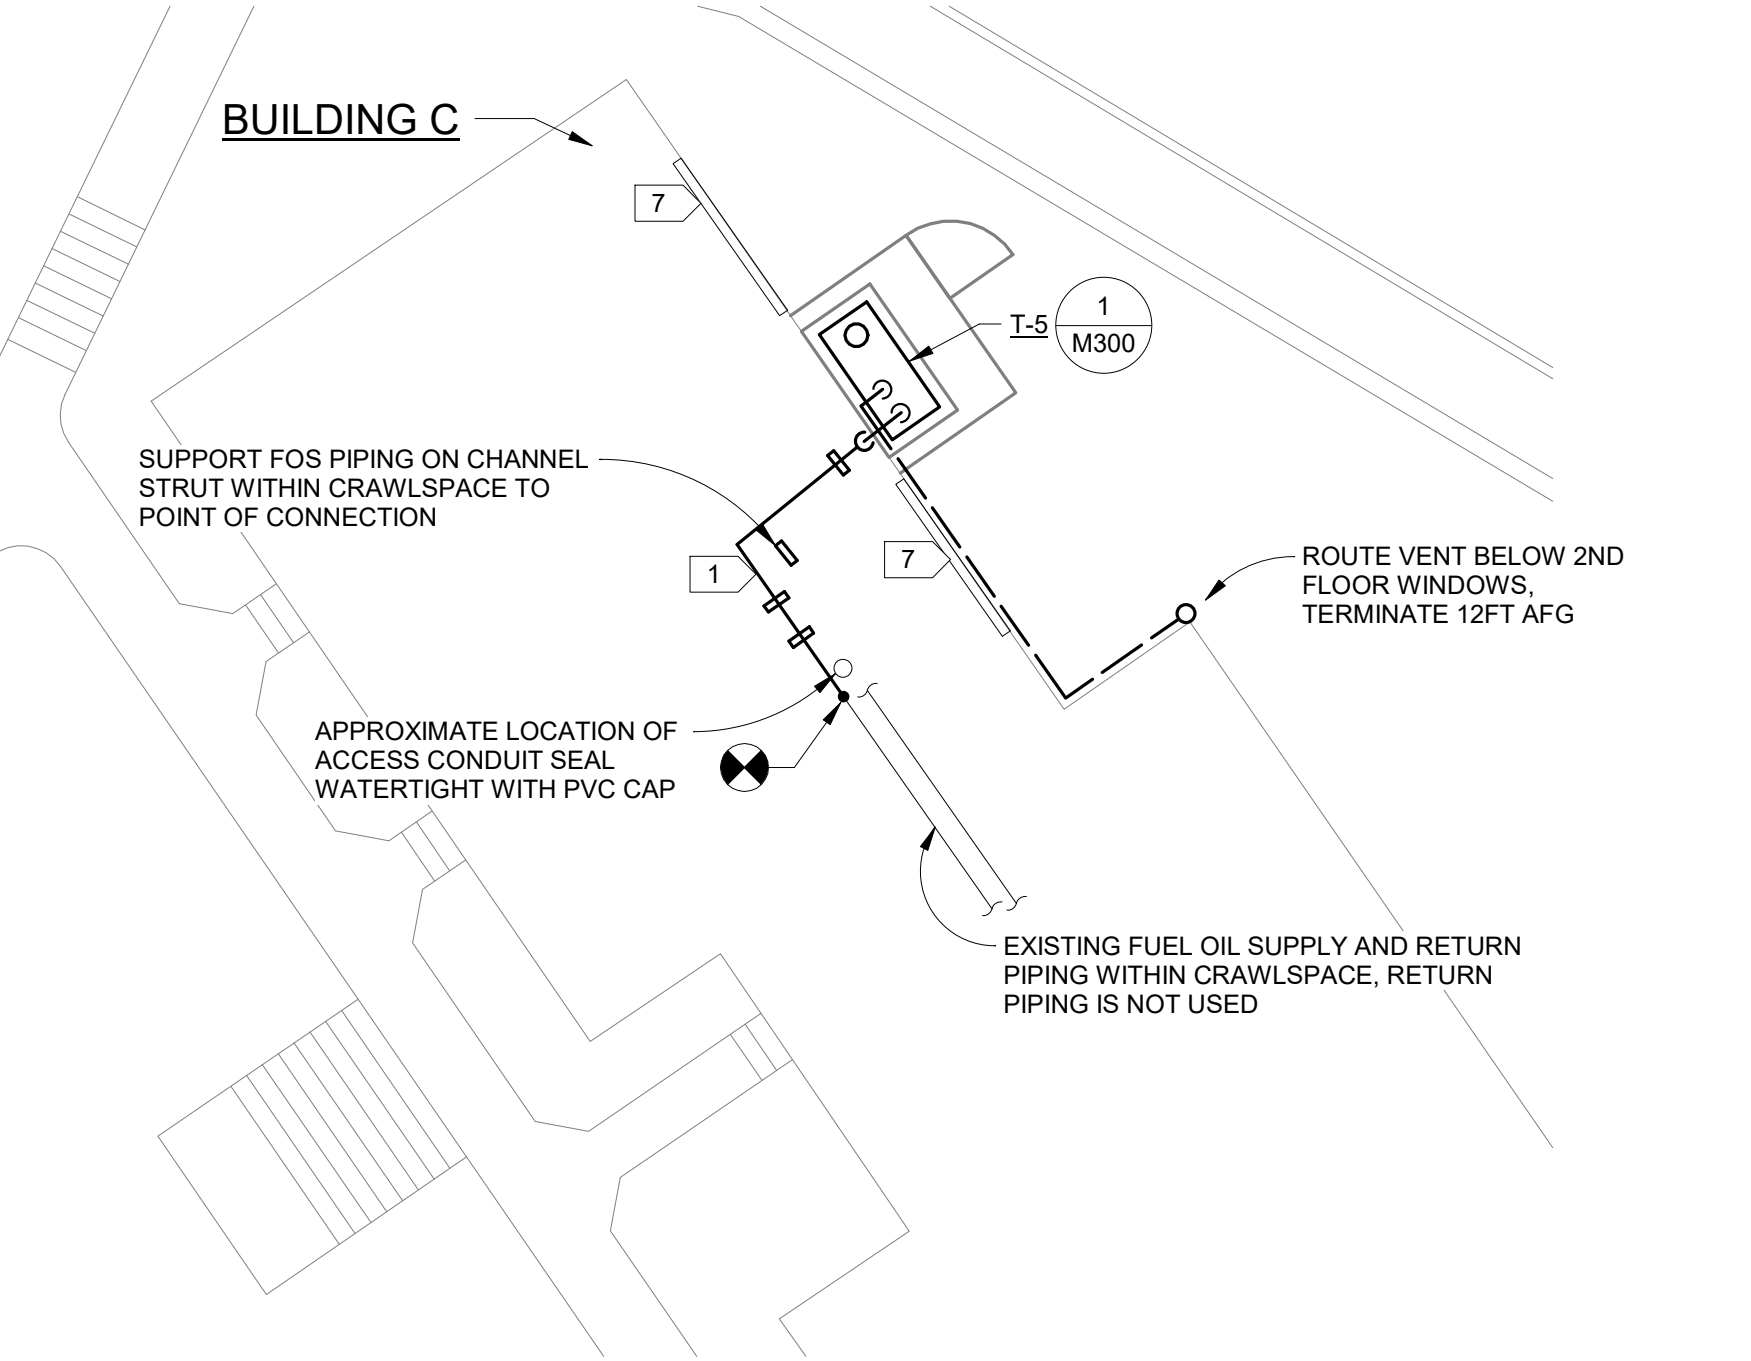 BUILDING C
7
1
T-5
M300
SUPPORT FOS PIPING ON CHANNEL
STRUT WITHIN CRAWLSPACE TO
POINT OF CONNECTION
1
7
ROUTE VENT BELOW 2ND
FLOOR WINDOWS,
TERMINATE 12FT AFG
APPROXIMATE LOCATION OF
ACCESS CONDUIT SEAL
WATERTIGHT WITH PVC CAP
EXISTING FUEL OIL SUPPLY AND RETURN
PIPING WITHIN CRAWLSPACE, RETURN
PIPING IS NOT USED